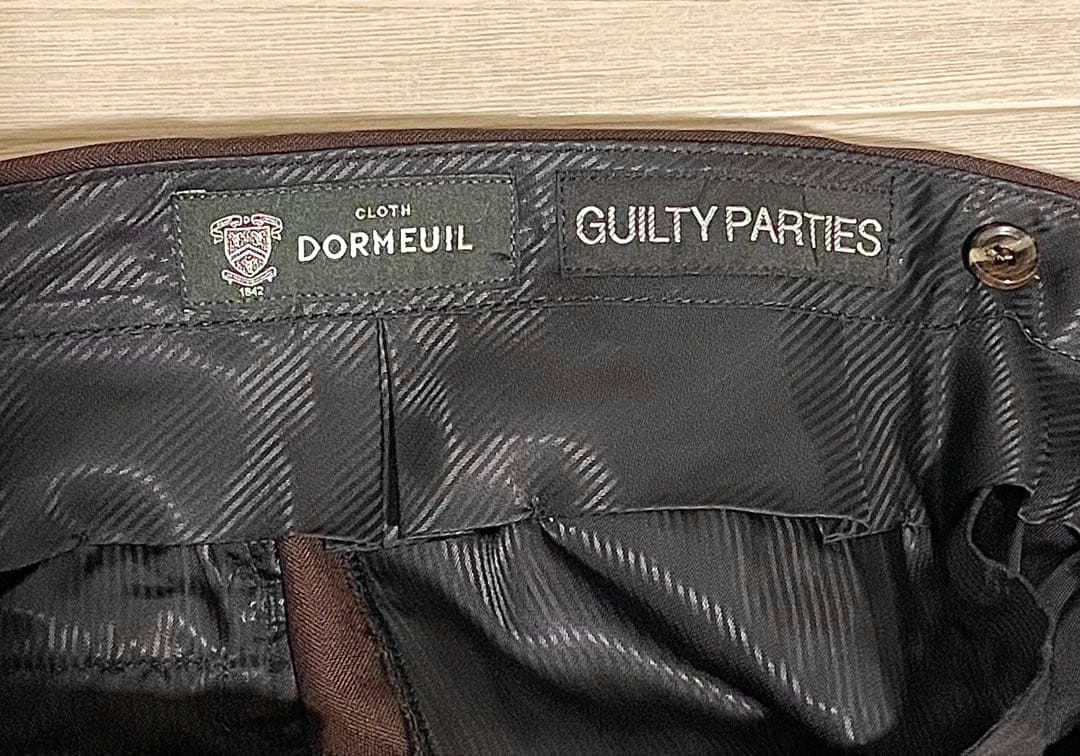 CLOTH
DORMEUIL
1842
GUILTY PARTIES